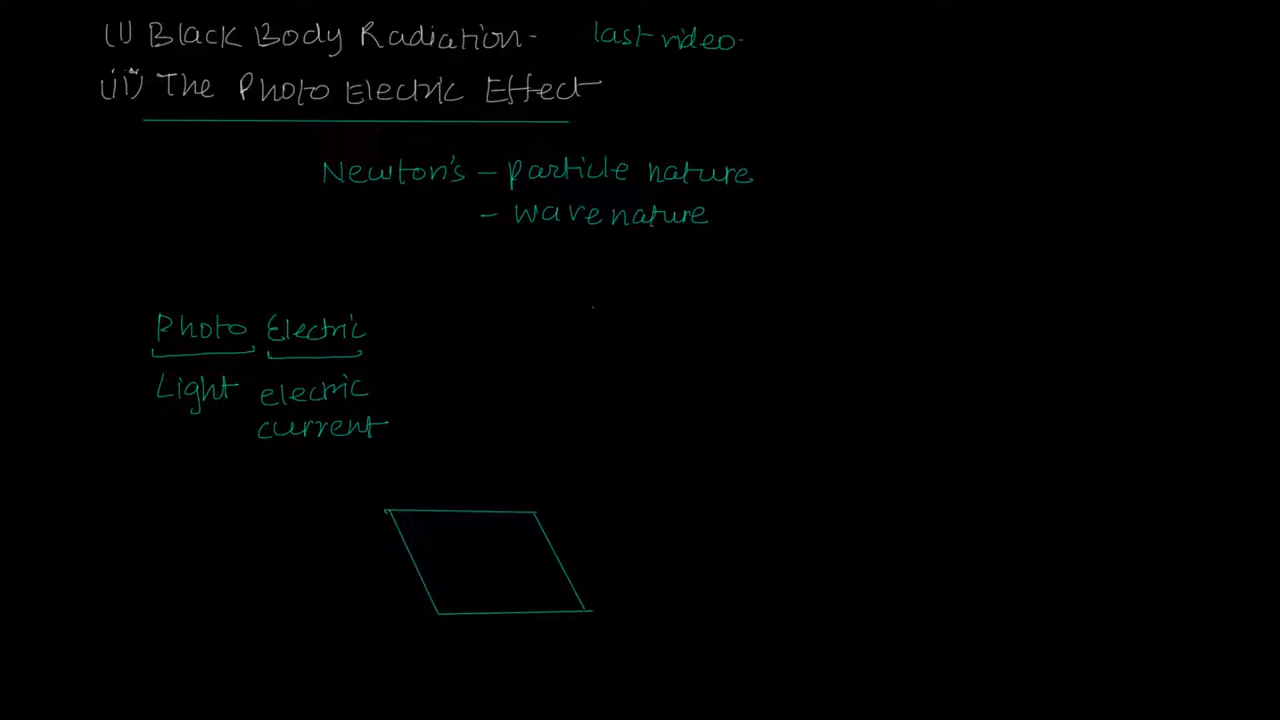 (i) Black Body Radiation- last video-
(ii) The Photo Electric Effect
Newton's - particle nature
- wave nature
Photo Electric
Light electric
current